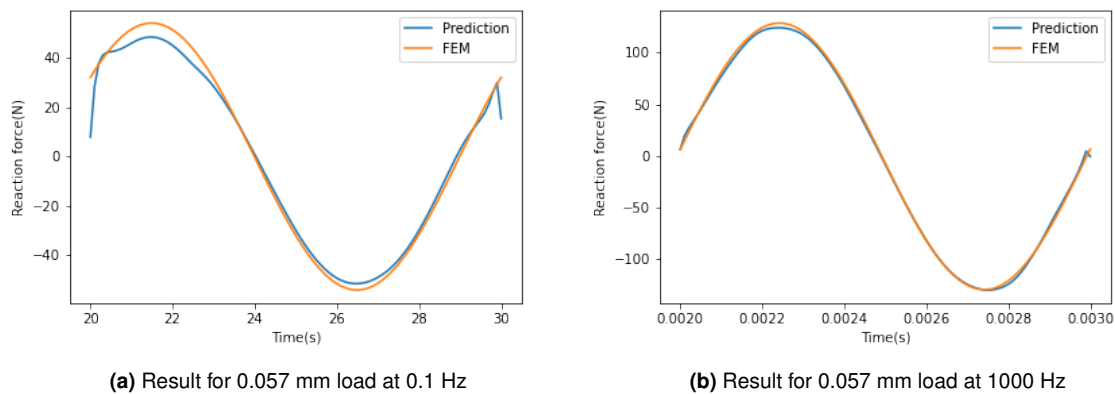 Prediction
FEM
40
20
0
−20
−40
Reaction force(N)
20
22
24
26
28
30
Time(s)
(a) Result for 0.057 mm load at 0.1 Hz
Prediction
FEM
100
50
0
−50
−100
Reaction force(N)
0.0020
0.0022
0.0024
0.0026
0.0028
0.0030
Time(s)
(b) Result for 0.057 mm load at 1000 Hz